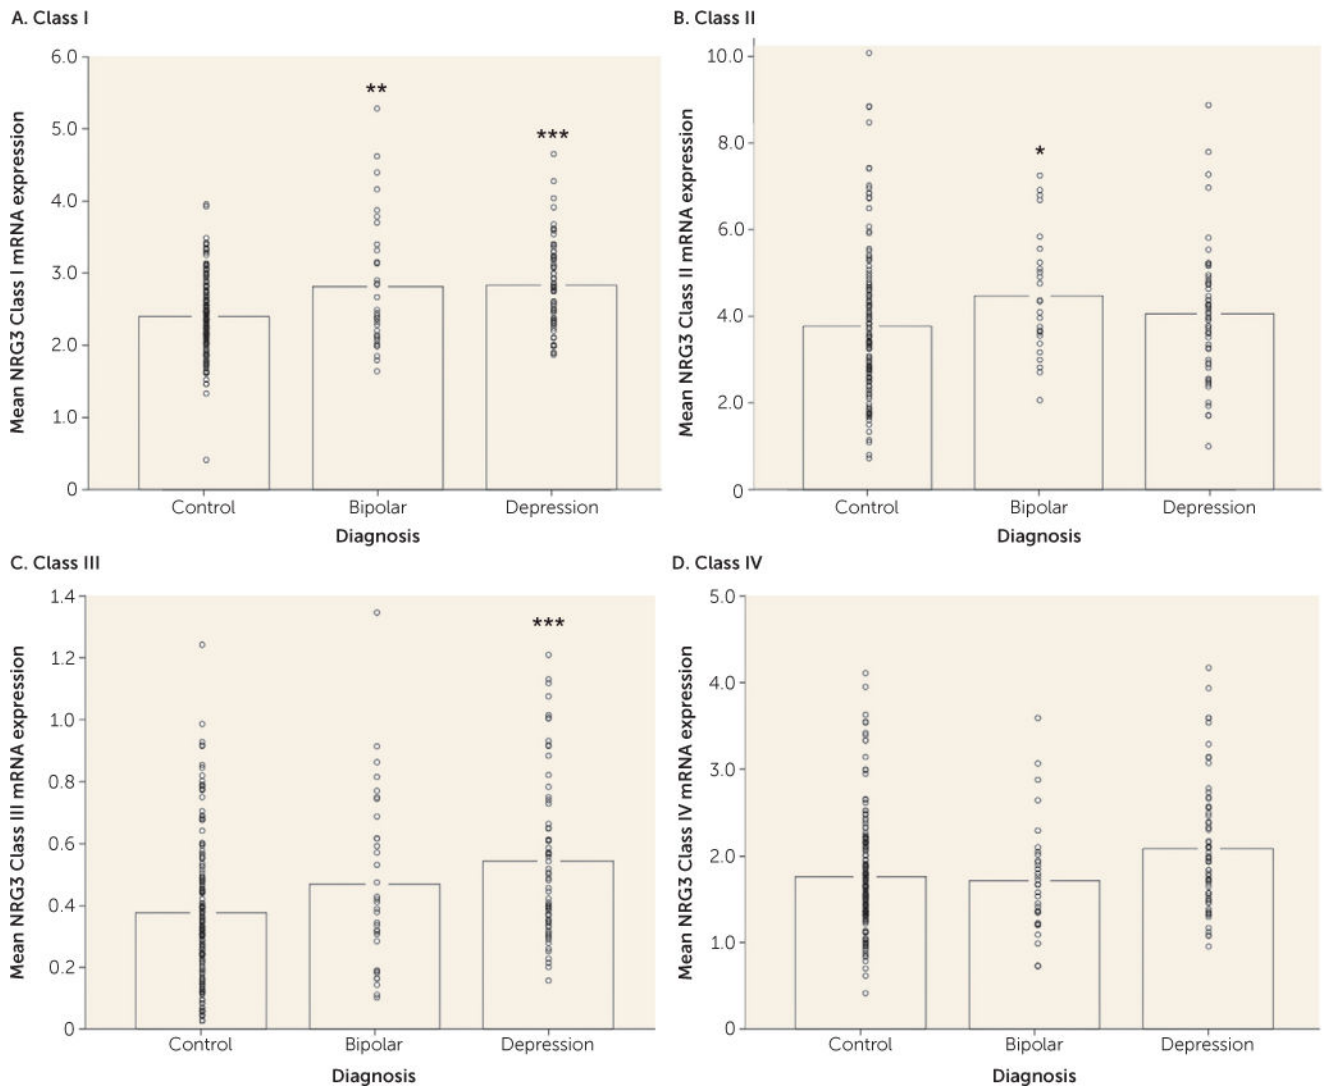 A. Class I
Mean NRG3 Class I mRNA expression
6.0
5.0
4.0
3.0
2.0
1.0
0
**
***
Control Bipolar Depression
Diagnosis
B. Class II
Mean NRG3 Class II mRNA expression
10.0
8.0
6.0
4.0
2.0
0
*
Control Bipolar Depression
Diagnosis
C. Class III
Mean NRG3 Class III mRNA expression
1.4
1.2
1.0
0.8
0.6
0.4
0.2
0
***
Control Bipolar Depression
Diagnosis
D. Class IV
Mean NRG3 Class IV mRNA expression
5.0
4.0
3.0
2.0
1.0
0
Control Bipolar Depression
Diagnosis